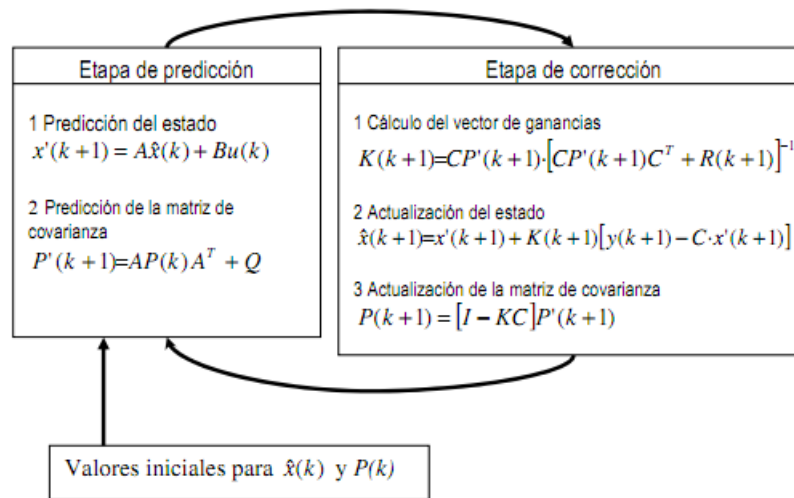 Etapa de predicción
1 Predicción del estado
x'(k+1) = Ax̂(k) + Bu(k)
2 Predicción de la matriz de
covarianza
P'(k+1)=AP(k)A^T + Q
Etapa de corrección
1 Cálculo del vector de ganancias
K(k+1)=CP'(k+1)·[CP'(k+1)C^T + R(k+1)]^-1
2 Actualización del estado
x̂(k+1)=x'(k+1) + K(k+1)[y(k+1) − C·x'(k+1)]
3 Actualización de la matriz de covarianza
P(k+1) = [I − KC]P'(k+1)
Valores iniciales para x̂(k) y P(k)